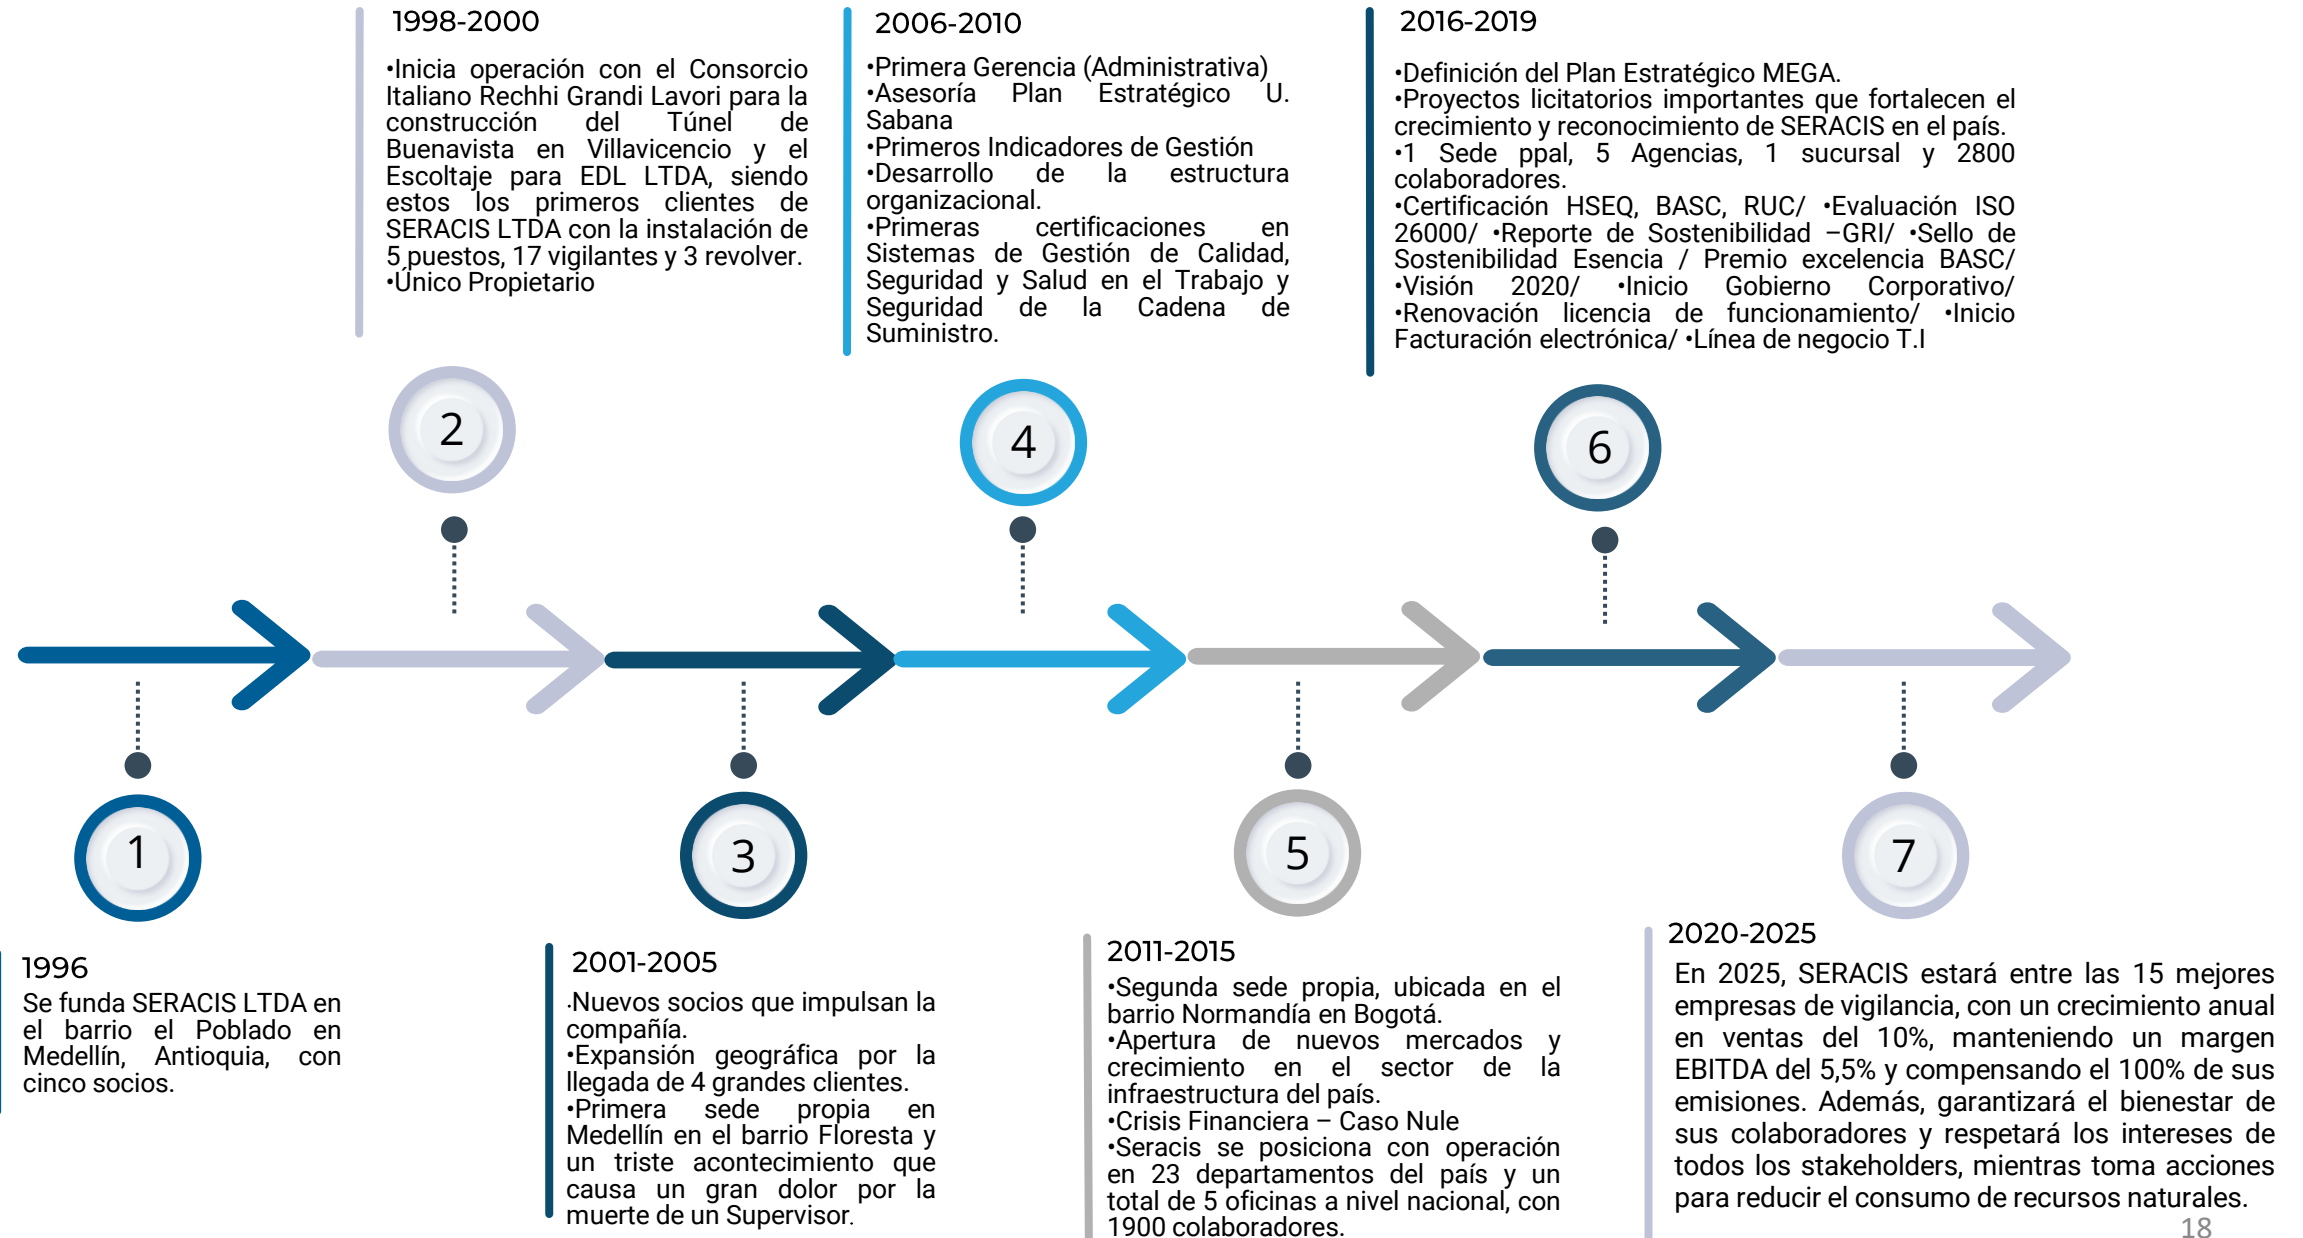 1998-2000
•Inicia operación con el Consorcio
Italiano Rechhi Grandi Lavori para la
construcción del Túnel de
Buenavista en Villavicencio y el
Escoltaje para EDL LTDA, siendo
estos los primeros clientes de
SERACIS LTDA con la instalación de
5 puestos, 17 vigilantes y 3 revolver.
•Único Propietario
2006-2010
•Primera Gerencia (Administrativa)
•Asesoría Plan Estratégico U.
Sabana
•Primeros Indicadores de Gestión
•Desarrollo de la estructura
organizacional.
•Primeras certificaciones en
Sistemas de Gestión de Calidad,
Seguridad y Salud en el Trabajo y
Seguridad de la Cadena de
Suministro.
2016-2019
•Definición del Plan Estratégico MEGA.
•Proyectos licitatorios importantes que fortalecen el
crecimiento y reconocimiento de SERACIS en el país.
•1 Sede ppal, 5 Agencias, 1 sucursal y 2800
colaboradores.
•Certificación HSEQ, BASC, RUC/ •Evaluación ISO
26000/ •Reporte de Sostenibilidad –GRI/ •Sello de
Sostenibilidad Esencia / Premio excelencia BASC/
•Visión 2020/ •Inicio Gobierno Corporativo/
•Renovación licencia de funcionamiento/ •Inicio
Facturación electrónica/ •Línea de negocio T.I
2
4
6
1
3
5
7
1996
Se funda SERACIS LTDA en
el barrio el Poblado en
Medellín, Antioquia, con
cinco socios.
2001-2005
.Nuevos socios que impulsan la
compañía.
•Expansión geográfica por la
llegada de 4 grandes clientes.
•Primera sede propia en
Medellín en el barrio Floresta y
un triste acontecimiento que
causa un gran dolor por la
muerte de un Supervisor.
2011-2015
•Segunda sede propia, ubicada en el
barrio Normandía en Bogotá.
•Apertura de nuevos mercados y
crecimiento en el sector de la
infraestructura del país.
•Crisis Financiera – Caso Nule
•Seracis se posiciona con operación
en 23 departamentos del país y un
total de 5 oficinas a nivel nacional, con
1900 colaboradores.
2020-2025
En 2025, SERACIS estará entre las 15 mejores
empresas de vigilancia, con un crecimiento anual
en ventas del 10%, manteniendo un margen
EBITDA del 5,5% y compensando el 100% de sus
emisiones. Además, garantizará el bienestar de
sus colaboradores y respetará los intereses de
todos los stakeholders, mientras toma acciones
para reducir el consumo de recursos naturales.
18